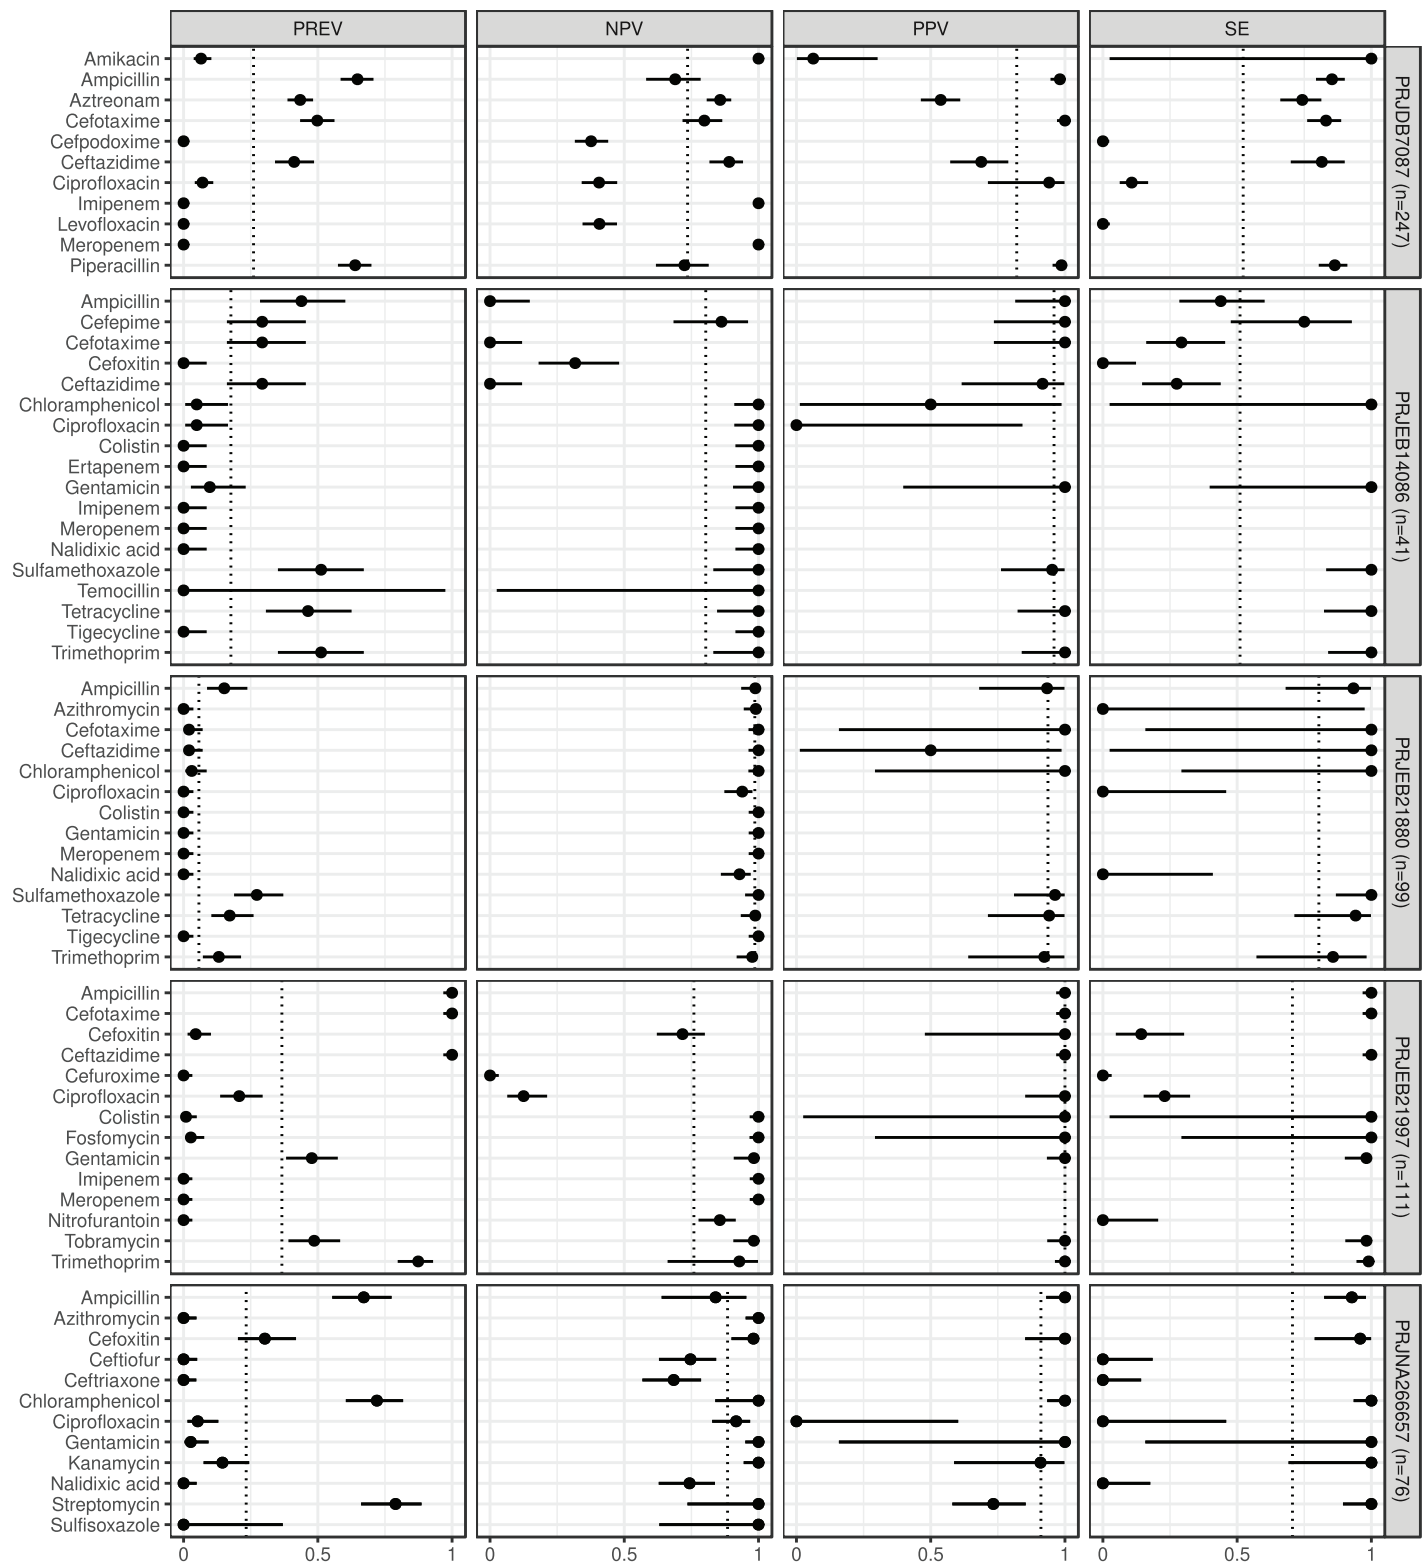 PREV NPV PPV SE
Amikacin
Ampicillin
Aztreonam
Cefotaxime
Cefpodoxime
Ceftazidime
Ciprofloxacin
Imipenem
Levofloxacin
Meropenem
Piperacillin
PRJDB7087 (n=247)
Ampicillin
Cefepime
Cefotaxime
Cefoxitin
Ceftazidime
Chloramphenicol
Ciprofloxacin
Colistin
Ertapenem
Gentamicin
Imipenem
Meropenem
Nalidixic acid
Sulfamethoxazole
Temocillin
Tetracycline
Tigecycline
Trimethoprim
PRJEB14086 (n=41)
Ampicillin
Azithromycin
Cefotaxime
Ceftazidime
Chloramphenicol
Ciprofloxacin
Colistin
Gentamicin
Meropenem
Nalidixic acid
Sulfamethoxazole
Tetracycline
Tigecycline
Trimethoprim
PRJEB21880 (n=99)
Ampicillin
Cefotaxime
Cefoxitin
Ceftazidime
Cefuroxime
Ciprofloxacin
Colistin
Fosfomycin
Gentamicin
Imipenem
Meropenem
Nitrofurantoin
Tobramycin
Trimethoprim
PRJEB21997 (n=111)
Ampicillin
Azithromycin
Cefoxitin
Ceftiofur
Ceftriaxone
Chloramphenicol
Ciprofloxacin
Gentamicin
Kanamycin
Nalidixic acid
Streptomycin
Sulfisoxazole
PRJNA266657 (n=76)
0 0.5 1 0 0.5 1 0 0.5 1 0 0.5 1